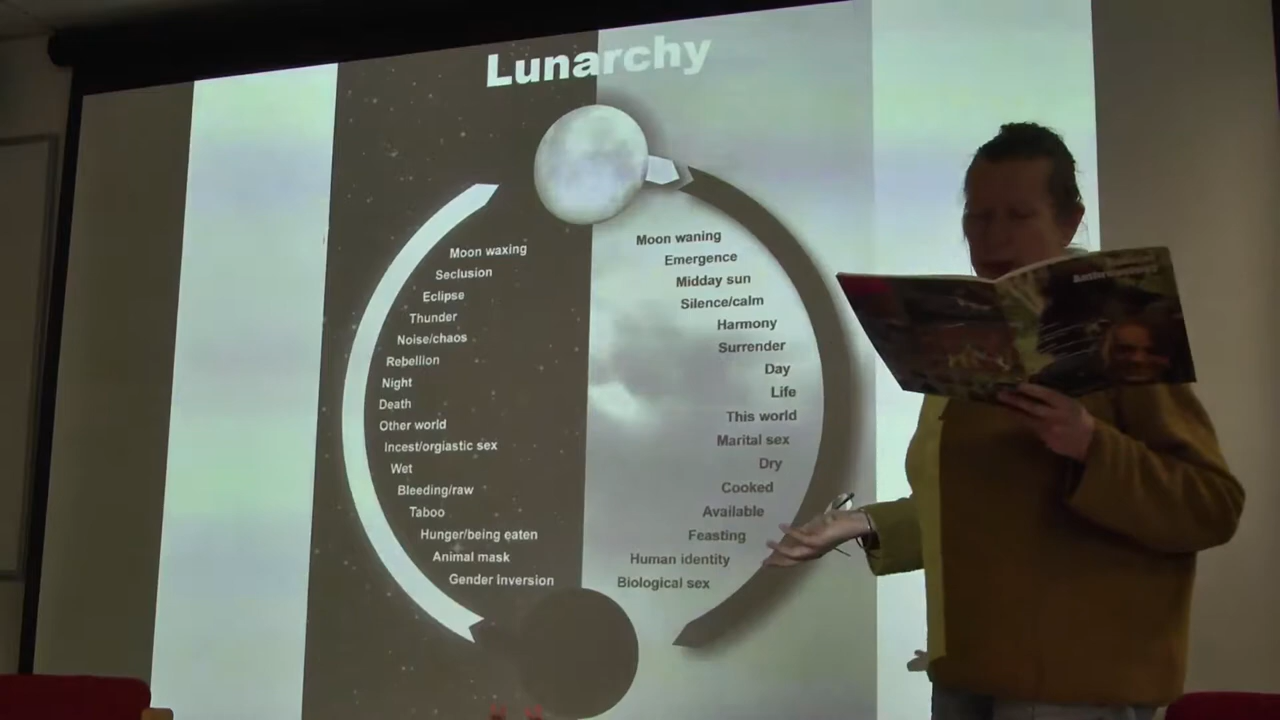 Lunarchy
Moon waxing
Seclusion
Eclipse
Thunder
Noise/chaos
Rebellion
Night
Death
Other world
Incest/orgiastic sex
Wet
Bleeding/raw
Taboo
Hunger/being eaten
Animal mask
Gender Inversion
Moon waning
Emergence
Midday sun
Silence/calm
Harmony
Surrender
Day
Life
This world
Marital sex
Dry
Cooked
Available
Feasting
Human identity
Biological sex